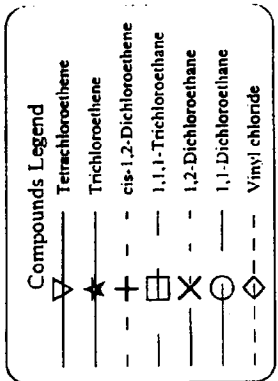 Compounds Legend
Tetrachloroethene
Trichloroethene
cis-1,2-Dichloroethene
1,1,1-Trichloroethane
1,2-Dichloroethane
1,1-Dichloroethane
Vinyl chloride